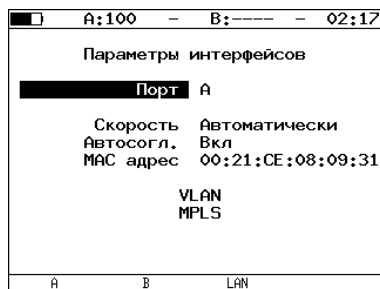 A:100 – B:---- – 02:17
Параметры интерфейсов
Порт A
Скорость Автоматически
Автосогл. Вкл
MAC адрес 00:21:CE:08:09:31
VLAN
MPLS
A B LAN